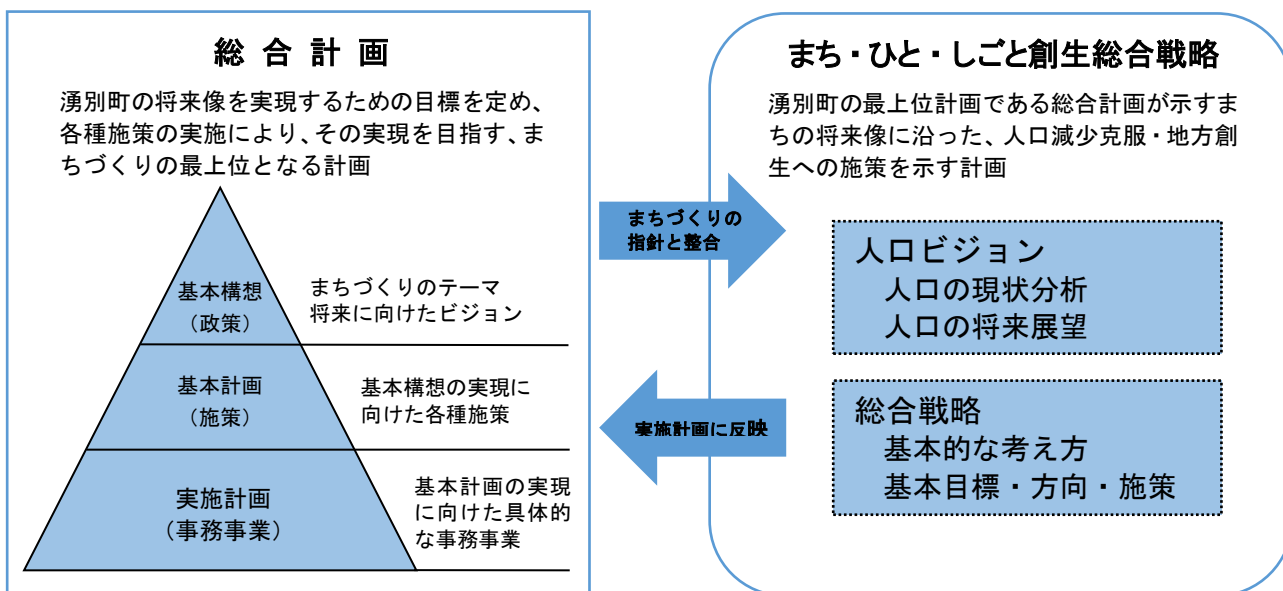 総合計画
湧別町の将来像を実現するための目標を定め、
各種施策の実施により、その実現を目指す、ま
ちづくりの最上位となる計画
基本構想
（政策）
まちづくりのテーマ
将来に向けたビジョン
基本計画
（施策）
基本構想の実現に
向けた各種施策
実施計画
（事務事業）
基本計画の実現
に向けた具体的
な事務事業
まちづくりの
指針と整合
実施計画に反映
まち・ひと・しごと創生総合戦略
湧別町の最上位計画である総合計画が示すま
ちの将来像に沿った、人口減少克服・地方創
生への施策を示す計画
人口ビジョン
人口の現状分析
人口の将来展望
総合戦略
基本的な考え方
基本目標・方向・施策